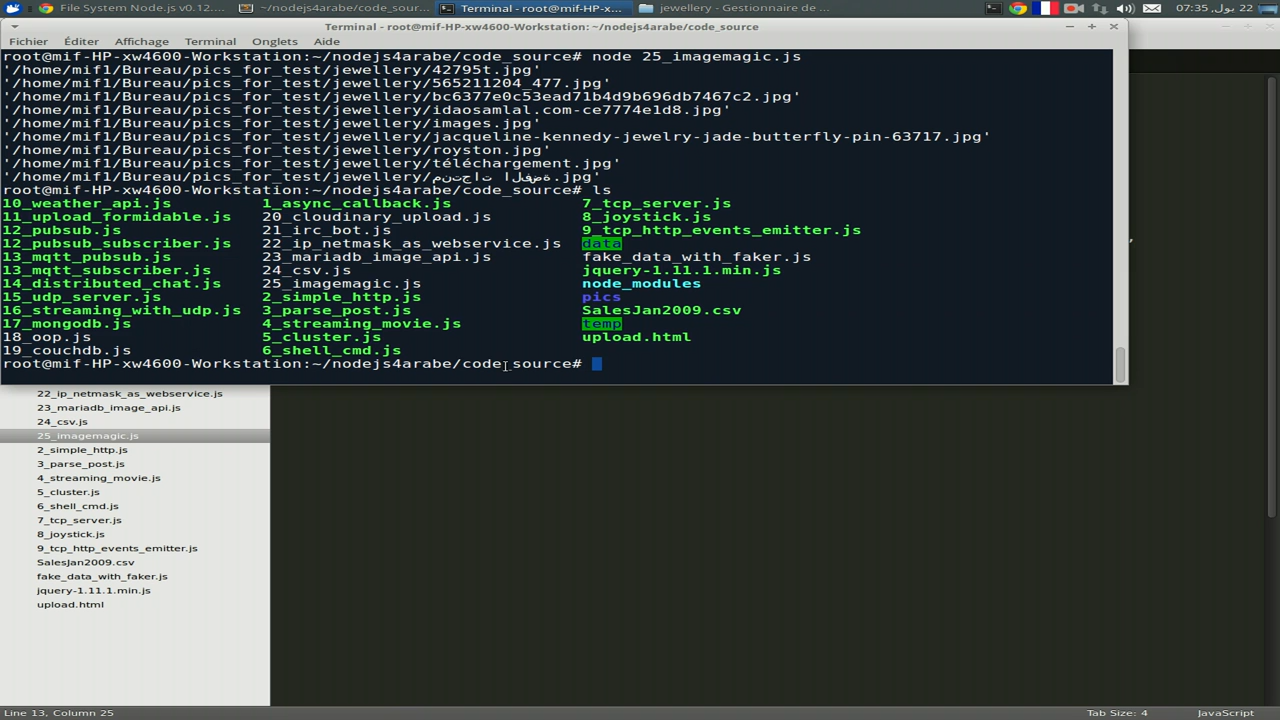 File System Node.js v0.12....
~/nodejs4arabe/code_sour...
Terminal - root@mif-HP-xw4600-...
jewellery - Gestionnaire de ...
22 يول, 07:35
Terminal - root@mif-HP-xw4600-Workstation:~/nodejs4arabe/code_source
Fichier Éditer Affichage Terminal Onglets Aide
root@mif-HP-xw4600-Workstation:~/nodejs4arabe/code_source# node 25_imagemagic.js
'/home/mif1/Bureau/pics_for_test/jewellery/42795t.jpg'
'/home/mif1/Bureau/pics_for_test/jewellery/565211204_477.jpg'
'/home/mif1/Bureau/pics_for_test/jewellery/bc6377e0c53ead71b4d9b696db7467c2.jpg'
'/home/mif1/Bureau/pics_for_test/jewellery/idaosamlal.com-ce7774e1d8.jpg'
'/home/mif1/Bureau/pics_for_test/jewellery/images.jpg'
'/home/mif1/Bureau/pics_for_test/jewellery/jacqueline-kennedy-jewelry-jade-butterfly-pin-63717.jpg'
'/home/mif1/Bureau/pics_for_test/jewellery/royston.jpg'
'/home/mif1/Bureau/pics_for_test/jewellery/téléchargement.jpg'
'/home/mif1/Bureau/pics_for_test/jewellery/منتجات الفضة.jpg'
root@mif-HP-xw4600-Workstation:~/nodejs4arabe/code_source# ls
10_weather_api.js 1_async_callback.js 7_tcp_server.js
11_upload_formidable.js 20_cloudinary_upload.js 8_joystick.js
12_pubsub.js 21_irc_bot.js 9_tcp_http_events_emitter.js
12_pubsub_subscriber.js 22_ip_netmask_as_webservice.js data
13_mqtt_pubsub.js 23_mariadb_image_api.js fake_data_with_faker.js
13_mqtt_subscriber.js 24_csv.js jquery-1.11.1.min.js
14_distributed_chat.js 25_imagemagic.js node_modules
15_udp_server.js 2_simple_http.js pics
16_streaming_with_udp.js 3_parse_post.js SalesJan2009.csv
17_mongodb.js 4_streaming_movie.js temp
18_oop.js 5_cluster.js upload.html
19_couchdb.js 6_shell_cmd.js
root@mif-HP-xw4600-Workstation:~/nodejs4arabe/code_source#
22_ip_netmask_as_webservice.js
23_mariadb_image_api.js
24_csv.js
25_imagemagic.js
2_simple_http.js
3_parse_post.js
4_streaming_movie.js
5_cluster.js
6_shell_cmd.js
7_tcp_server.js
8_joystick.js
9_tcp_http_events_emitter.js
SalesJan2009.csv
fake_data_with_faker.js
jquery-1.11.1.min.js
upload.html
Line 13, Column 25
Tab Size: 4
JavaScript